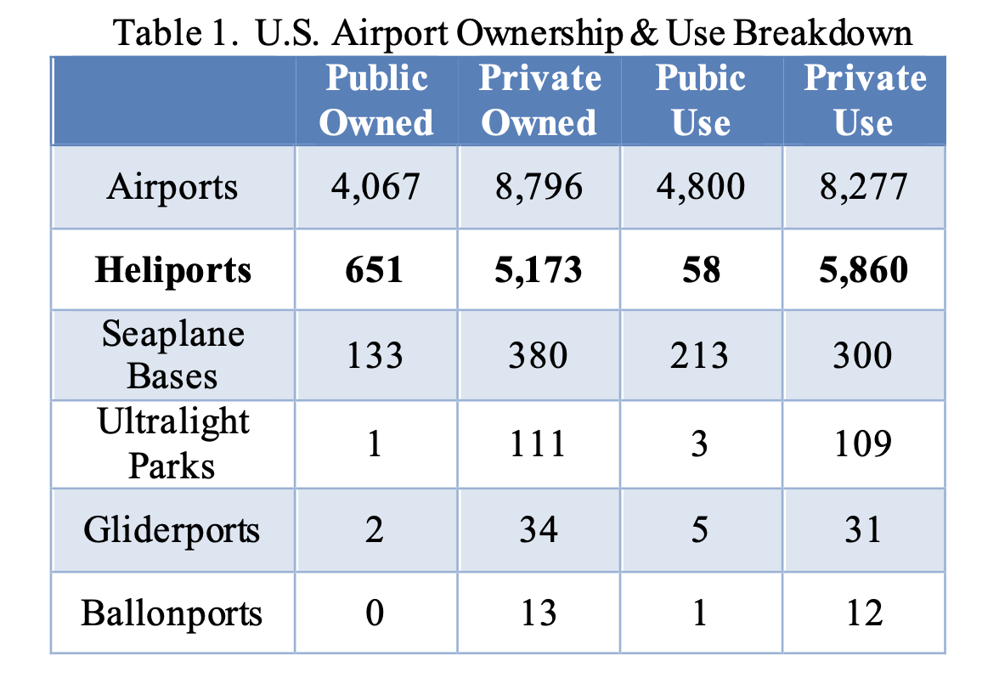 Table 1. U.S. Airport Ownership & Use Breakdown
Public Owned Private Owned Pubic Use Private Use
Airports 4,067 8,796 4,800 8,277
Heliports 651 5,173 58 5,860
Seaplane Bases 133 380 213 300
Ultralight Parks 1 111 3 109
Gliderports 2 34 5 31
Ballonports 0 13 1 12